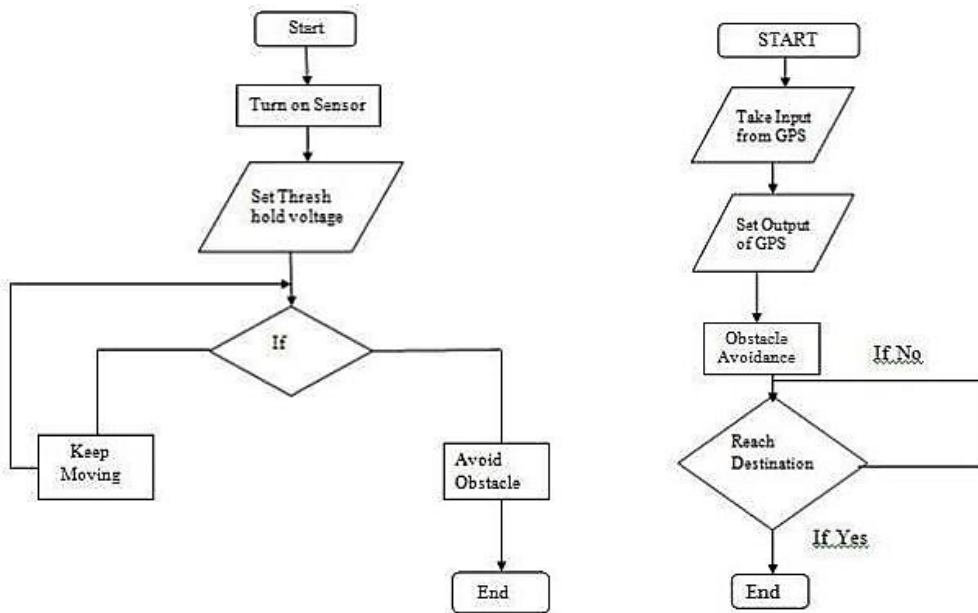 Start
Turn on Sensor
Set Thresh
hold voltage
If
Keep
Moving
Avoid
Obstacle
End
START
Take Input
from GPS
Set Output
of GPS
Obstacle
Avoidance
If No
Reach
Destination
If Yes
End